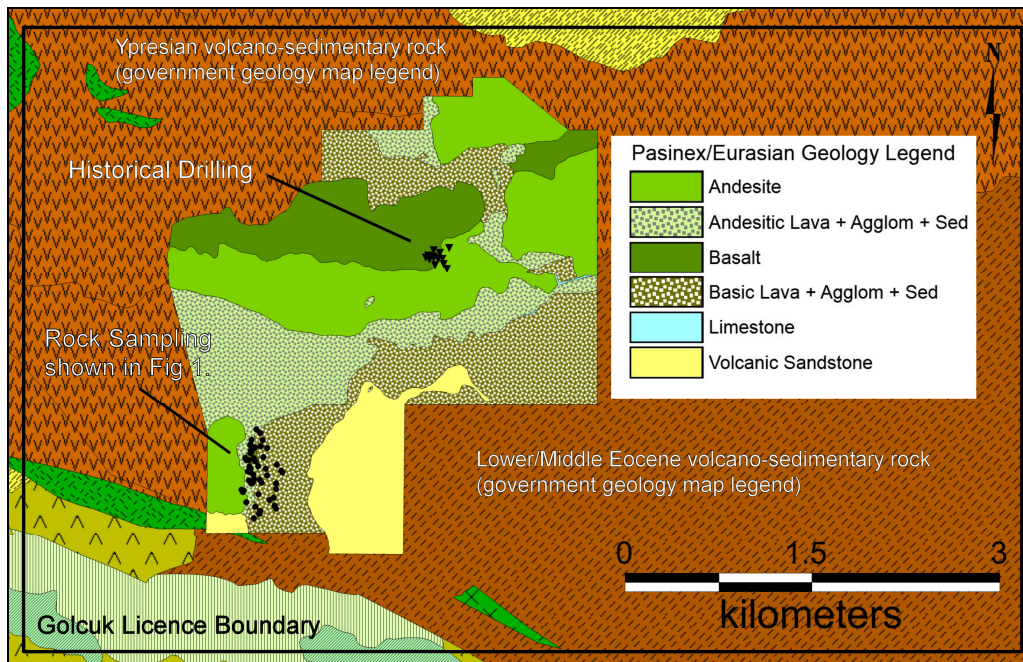 Ypresian volcano-sedimentary rock
(government geology map legend)
N
Historical Drilling
Pasinex/Eurasian Geology Legend
Andesite
Andesitic Lava + Agglom + Sed
Basalt
Basic Lava + Agglom + Sed
Limestone
Volcanic Sandstone
Rock Sampling
shown in Fig 1.
Lower/Middle Eocene volcano-sedimentary rock
(government geology map legend)
0 1.5 3
kilometers
Golcuk Licence Boundary